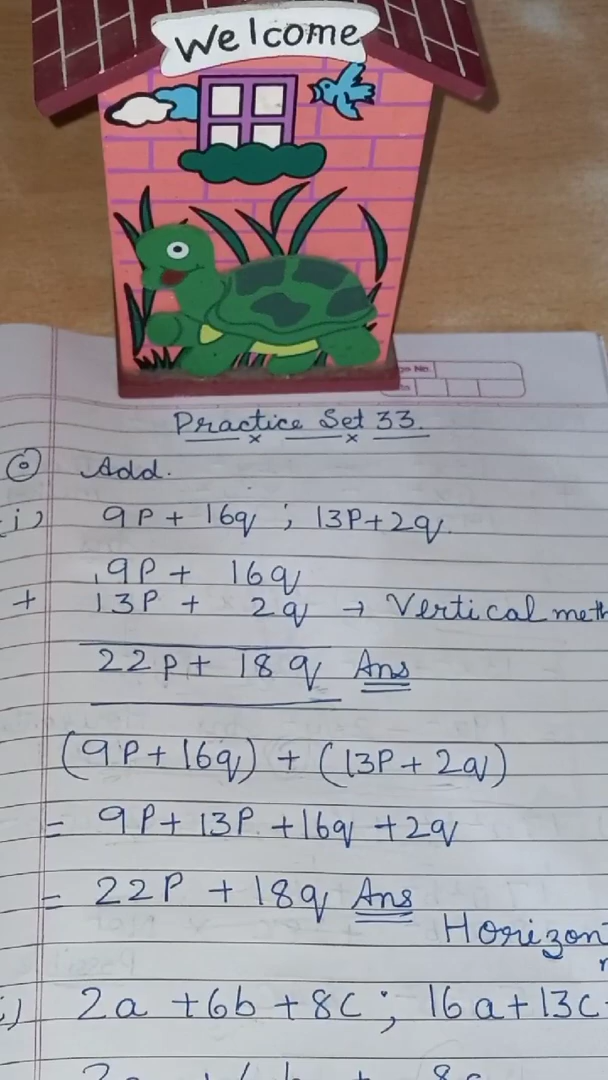 Welcome
Practice Set 33.
Add.
i) 9P + 16q ; 13P + 2q
9P + 16q
+ 13P + 2q → Vertical meth
22P + 18q Ans
(9P + 16q) + (13P + 2q)
= 9P + 13P + 16q + 2q
= 22P + 18q Ans
Horizon
2a + 6b + 8c ; 16a + 13c